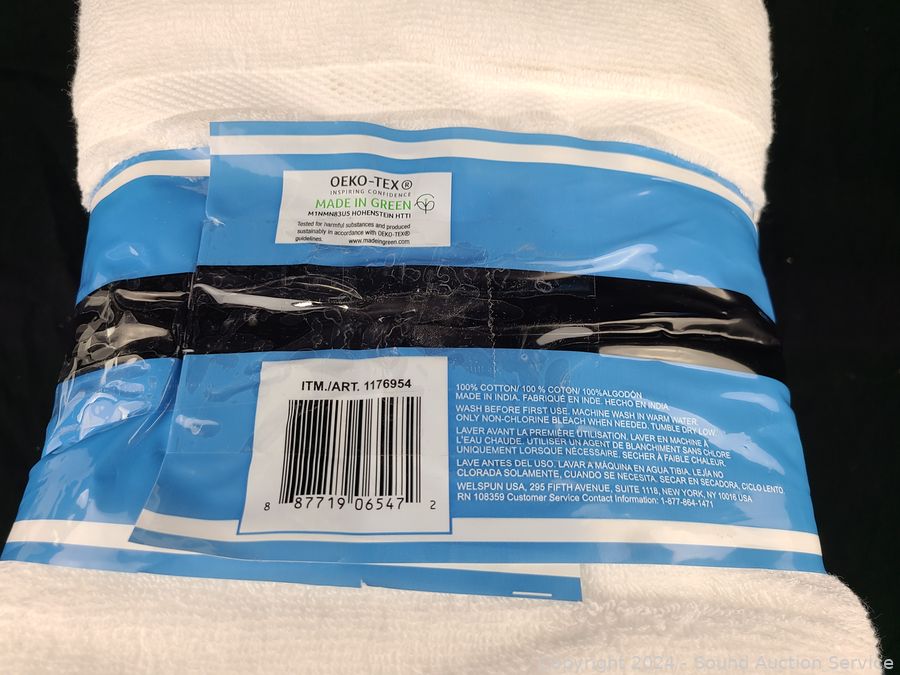 OEKO-TEX®
INSPIRING CONFIDENCE
MADE IN GREEN
M1NMN83US HOHENSTEIN HTTI
Tested for harmful substances and produced
sustainably in accordance with OEKO-TEX®
guidelines. www.madeingreen.com
ITM./ART. 1176954
8 87719 06547 2
100% COTTON/ 100 % COTON/ 100%ALGODÓN
MADE IN INDIA. FABRIQUÉ EN INDE. HECHO EN INDIA
WASH BEFORE FIRST USE. MACHINE WASH IN WARM WATER.
ONLY NON-CHLORINE BLEACH WHEN NEEDED. TUMBLE DRY LOW.
LAVER AVANT LA PREMIÈRE UTILISATION. LAVER EN MACHINE À
L'EAU CHAUDE. UTILISER UN AGENT DE BLANCHIMENT SANS CHLORE
UNIQUEMENT LORSQUE NÉCESSAIRE. SÉCHER À FAIBLE CHALEUR.
LAVE ANTES DEL USO. LAVAR A MÁQUINA EN AGUA TIBIA. LEJÍA NO
CLORADA SOLAMENTE, CUANDO SE NECESITA. SECAR EN SECADORA, CICLO LENTO.
WELSPUN USA, 295 FIFTH AVENUE, SUITE 1118, NEW YORK, NY 10016 USA
RN 108359 Customer Service Contact Information: 1-877-864-1471
Copyright 2024 - Sound Auction Service